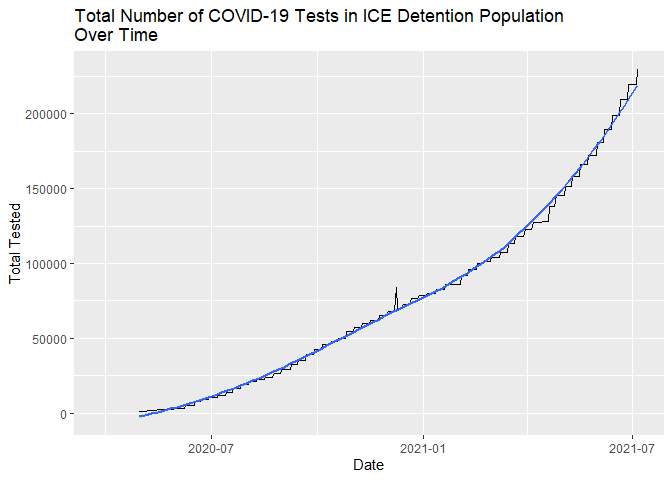 Total Number of COVID-19 Tests in ICE Detention Population
Over Time
Total Tested
200000
150000
100000
50000
0
2020-07
2021-01
2021-07
Date